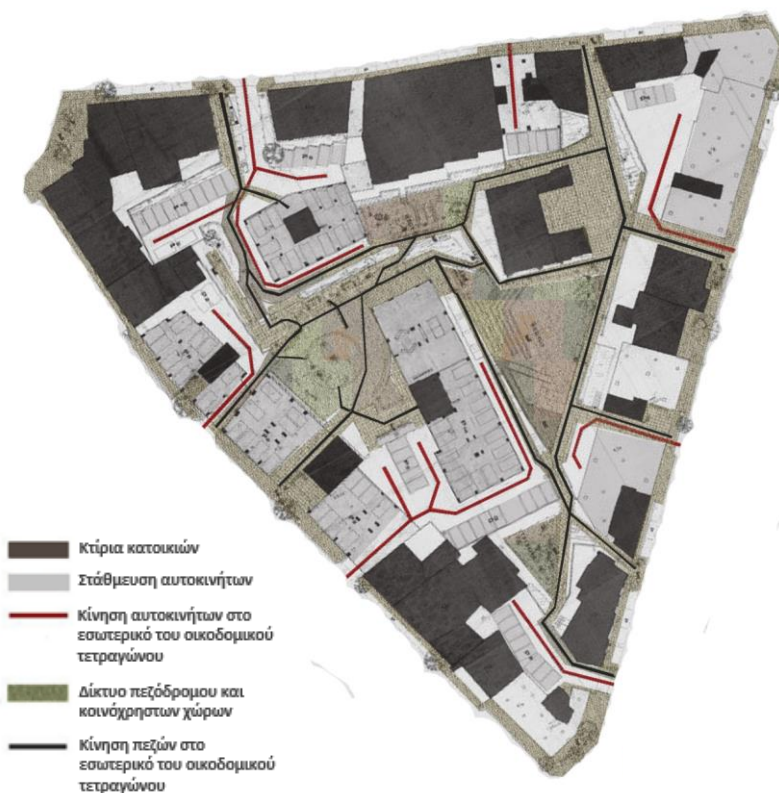 Κτίρια κατοικιών
Στάθμευση αυτοκινήτων
Κίνηση αυτοκινήτων στο
εσωτερικό του οικοδομικού
τετραγώνου
Δίκτυο πεζόδρομου και
κοινόχρηστων χώρων
Κίνηση πεζών στο
εσωτερικό του οικοδομικού
τετραγώνου